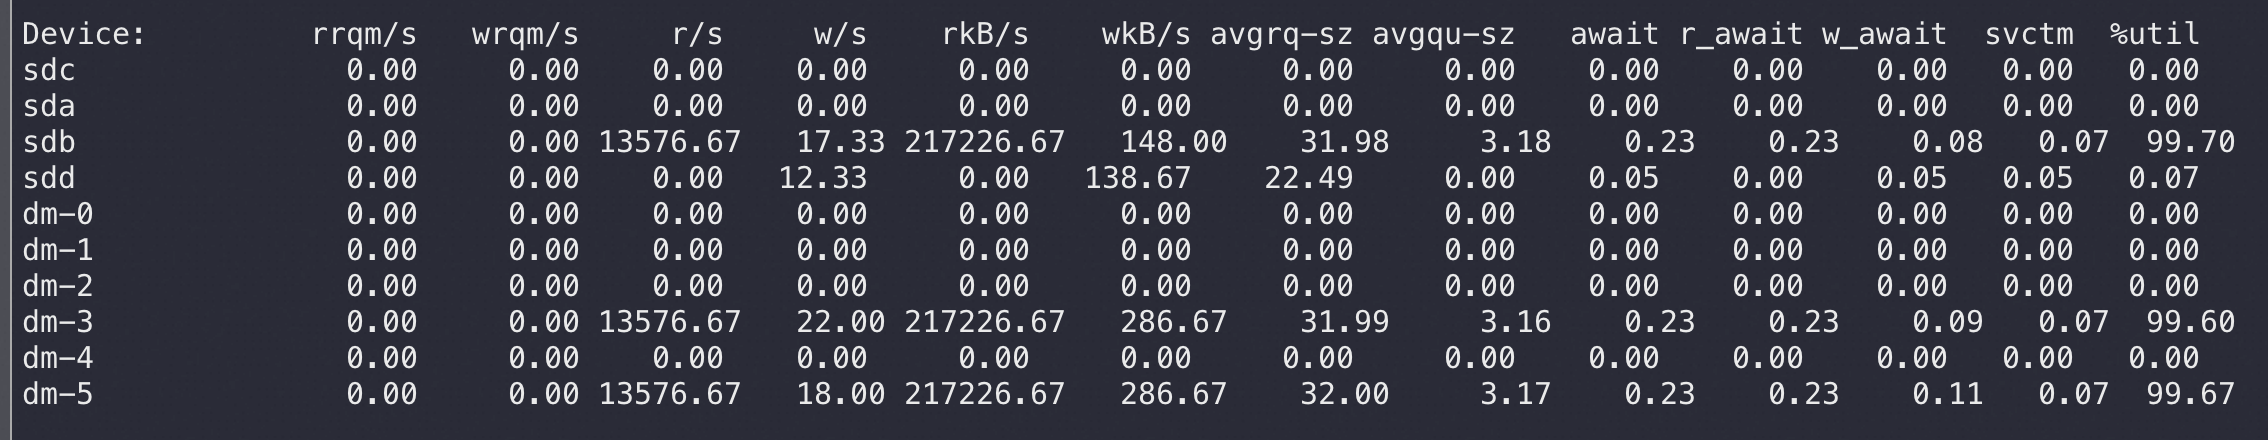 Device:         rrqm/s   wrqm/s     r/s     w/s      rkB/s    wkB/s avgrq-sz avgqu-sz   await r_await w_await  svctm  %util
sdc               0.00     0.00    0.00    0.00       0.00     0.00     0.00     0.00    0.00    0.00    0.00   0.00   0.00
sda               0.00     0.00    0.00    0.00       0.00     0.00     0.00     0.00    0.00    0.00    0.00   0.00   0.00
sdb               0.00     0.00 13576.67   17.33 217226.67   148.00    31.98     3.18    0.23    0.23    0.08   0.07  99.70
sdd               0.00     0.00    0.00   12.33     0.00   138.67    22.49     0.00    0.05    0.00    0.05   0.05   0.07
dm-0              0.00     0.00    0.00    0.00       0.00     0.00     0.00     0.00    0.00    0.00    0.00   0.00   0.00
dm-1              0.00     0.00    0.00    0.00       0.00     0.00     0.00     0.00    0.00    0.00    0.00   0.00   0.00
dm-2              0.00     0.00    0.00    0.00       0.00     0.00     0.00     0.00    0.00    0.00    0.00   0.00   0.00
dm-3              0.00     0.00 13576.67   22.00 217226.67   286.67    31.99     3.16    0.23    0.23    0.09   0.07  99.60
dm-4              0.00     0.00    0.00    0.00       0.00     0.00     0.00     0.00    0.00    0.00    0.00   0.00   0.00
dm-5              0.00     0.00 13576.67   18.00 217226.67   286.67    32.00     3.17    0.23    0.23    0.11   0.07  99.67